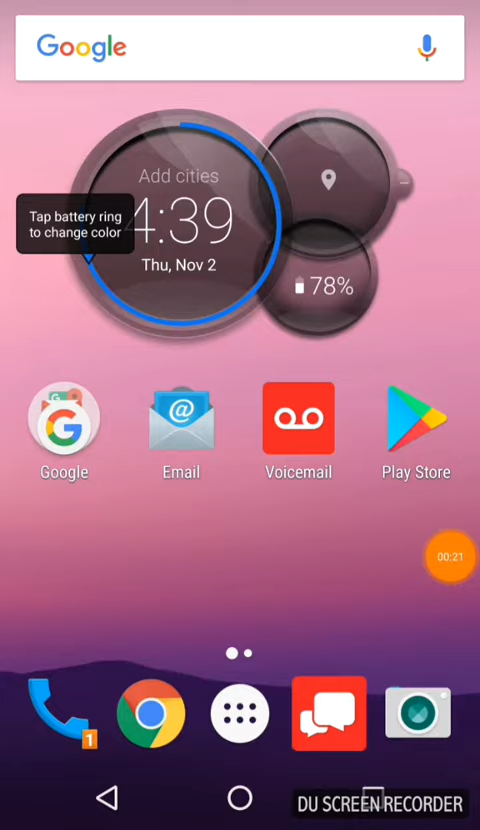 Google
Add cities
Tap battery ring
to change color
4:39
Thu, Nov 2
78%
Google
Email
Voicemail
Play Store
00:21
1
DU SCREEN RECORDER